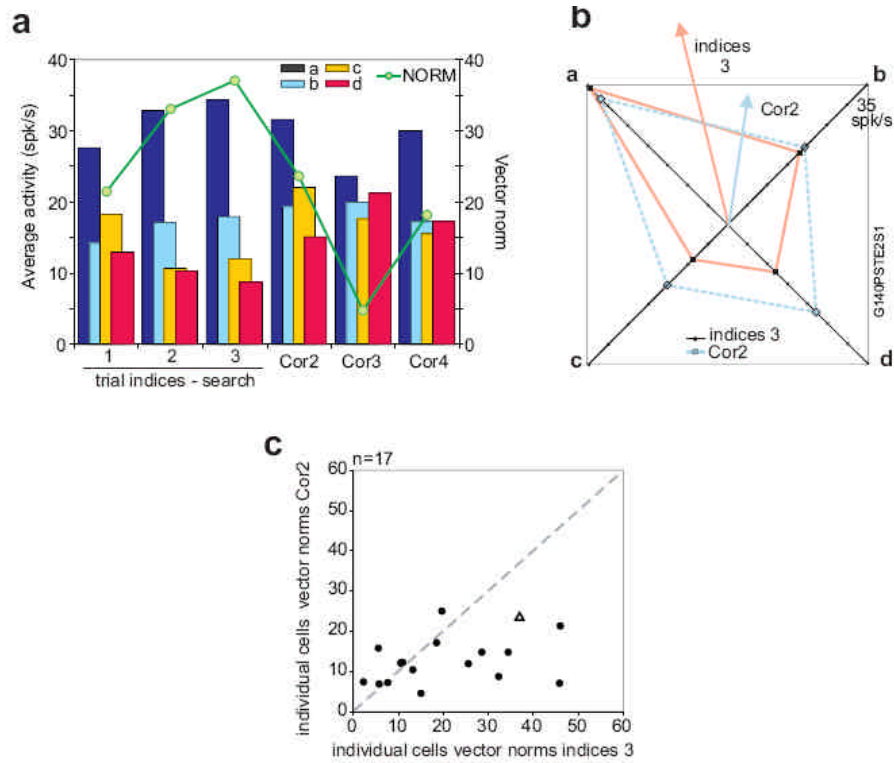 a
40
30
20
10
0
Average activity (spk/s)
a
b
c
d
NORM
40
30
20
10
0
Vector norm
1 2 3 Cor2 Cor3 Cor4
trial indices - search
b
indices
3
a
b
Cor2
35
spk/s
G140PSTE2S1
indices 3
Cor2
c
d
c
n=17
individual cells vector norms Cor2
60
50
40
30
20
10
0
0 10 20 30 40 50 60
individual cells vector norms indices 3